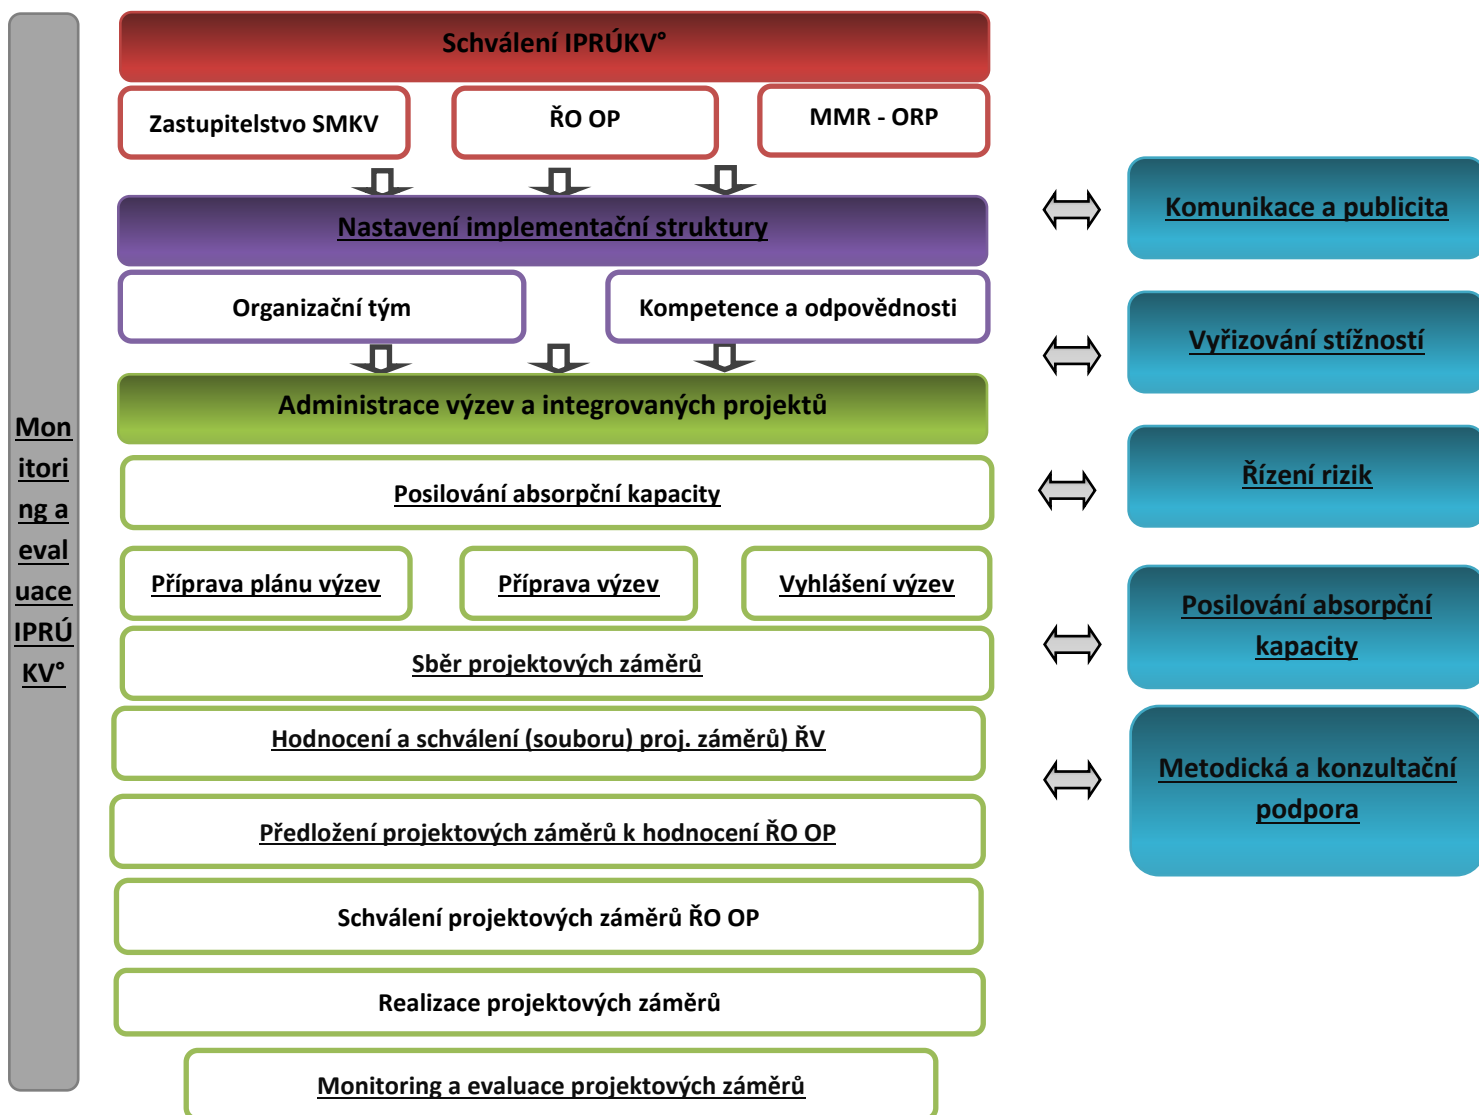 Schválení IPRÚKV°
Zastupitelstvo SMKV
ŘO OP
MMR - ORP
Nastavení implementační struktury
Organizační tým
Kompetence a odpovědnosti
Administrace výzev a integrovaných projektů
Posilování absorpční kapacity
Příprava plánu výzev
Příprava výzev
Vyhlášení výzev
Sběr projektových záměrů
Hodnocení a schválení (souboru) proj. záměrů) ŘV
Předložení projektových záměrů k hodnocení ŘO OP
Schválení projektových záměrů ŘO OP
Realizace projektových záměrů
Monitoring a evaluace projektových záměrů
Mon
itori
ng a
eval
uace
IPRÚ
KV°
Komunikace a publicita
Vyřizování stížností
Řízení rizik
Posilování absorpční
kapacity
Metodická a konzultační
podpora